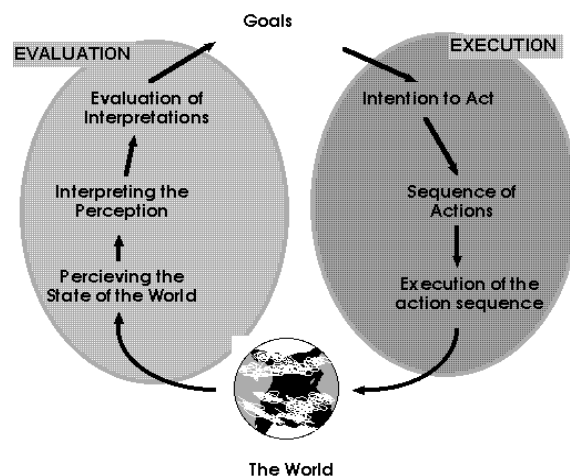 Goals
EVALUATION
EXECUTION
Evaluation of
Interpretations
Intention to Act
Interpreting the
Perception
Sequence of
Actions
Percieving the
State of the World
Execution of the
action sequence
The World